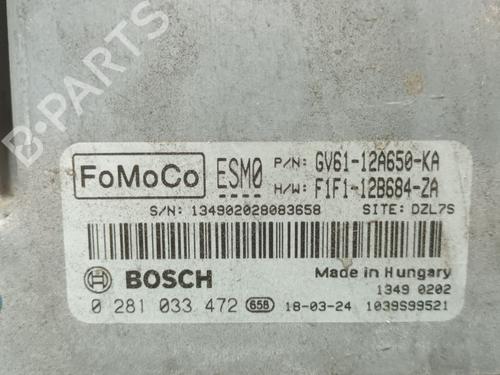 FoMoCo ESM0 P/N: GV61-12A650-KA
H/W: F1F1-12B684-ZA
S/N: 134902028083658 SITE: DZL7S
BOSCH Made in Hungary
1349 0202
0 281 033 472 658 18-03-24 1039S99521
B-PARTS